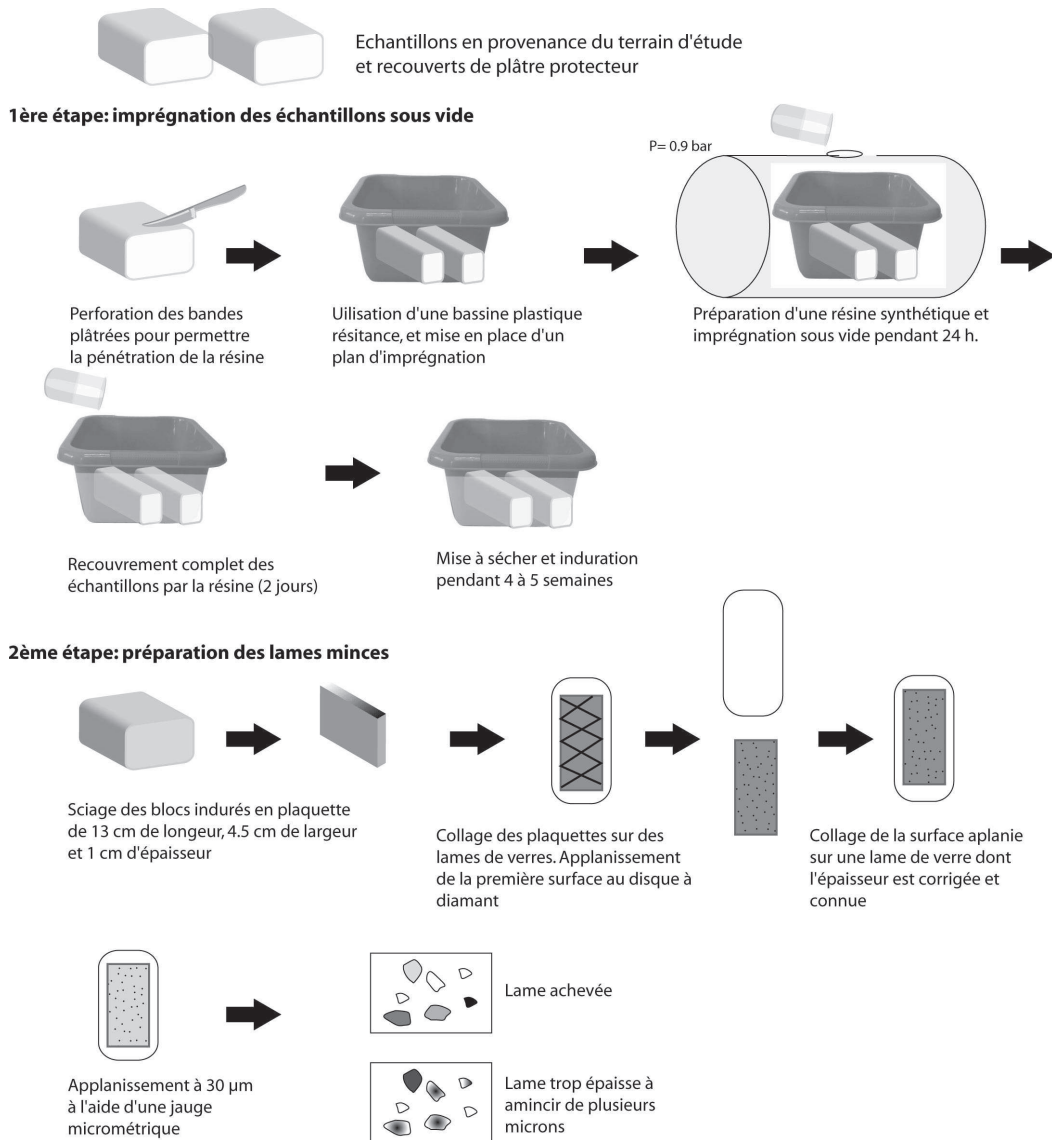 Echantillons en provenance du terrain d'étude
et recouverts de plâtre protecteur
1ère étape: imprégnation des échantillons sous vide
P= 0.9 bar
Perforation des bandes
plâtrées pour permettre
la pénétration de la résine
Utilisation d'une bassine plastique
résitance, et mise en place d'un
plan d'imprégnation
Préparation d'une résine synthétique et
imprégnation sous vide pendant 24 h.
Recouvrement complet des
échantillons par la résine (2 jours)
Mise à sécher et induration
pendant 4 à 5 semaines
2ème étape: préparation des lames minces
Sciage des blocs indurés en plaquette
de 13 cm de longeur, 4.5 cm de largeur
et 1 cm d'épaisseur
Collage des plaquettes sur des
lames de verres. Applanissement
de la première surface au disque à
diamant
Collage de la surface aplanie
sur une lame de verre dont
l'épaisseur est corrigée et
connue
Applanissement à 30 µm
à l'aide d'une jauge
micrométrique
Lame achevée
Lame trop épaisse à
amincir de plusieurs
microns